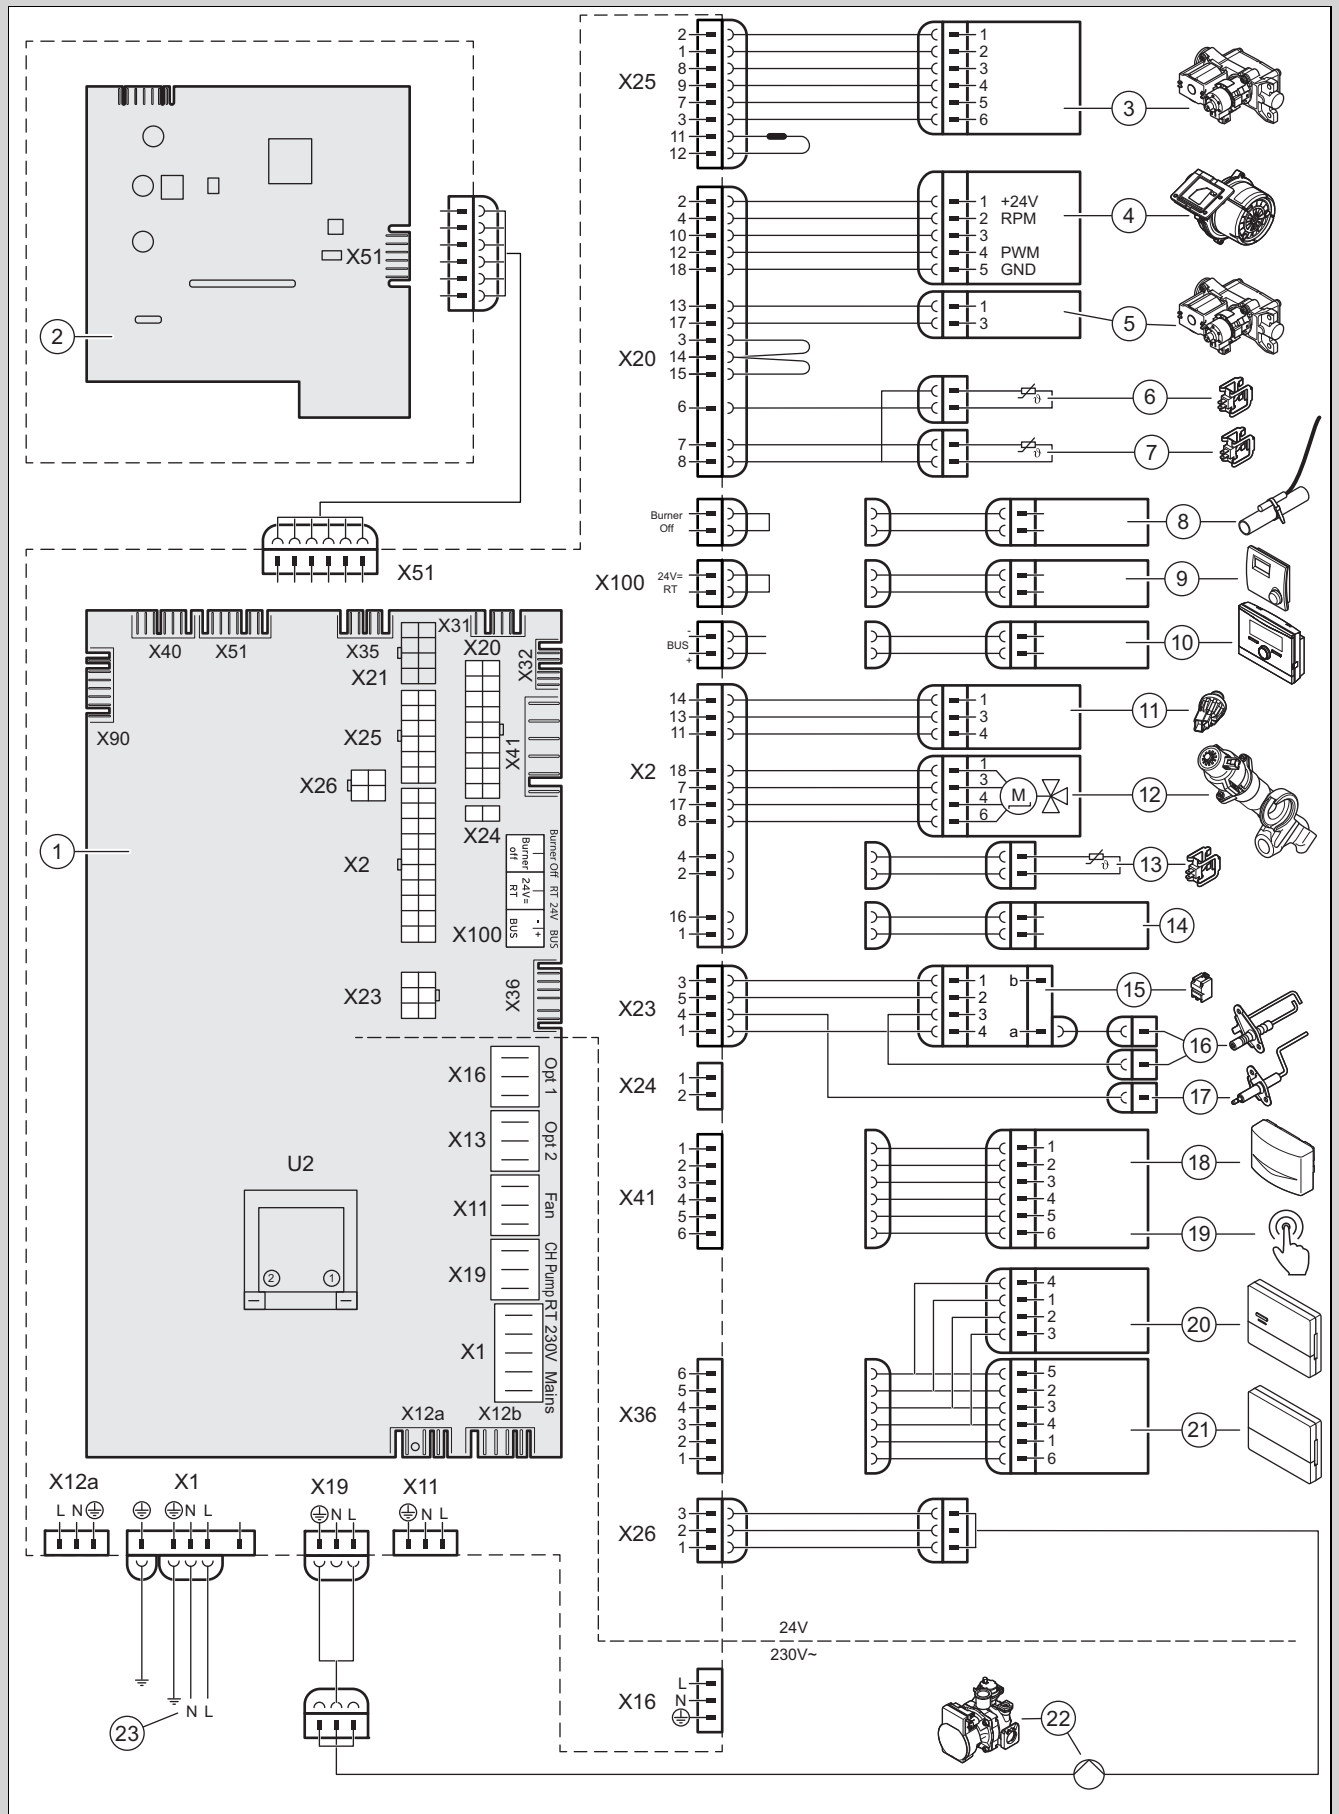 X25
2 1
1 2
8 3
9 4
7 5
3 6
11
12
3
X51
2
X20
2 1 +24V
4 2 RPM
10 3
12 4 PWM
18 5 GND
4
13 1
17 3
5
3
14
15
6
ϑ 6
7
8
ϑ 7
X51
Burner
Off
8
X100
24V=
RT
9
-
BUS
+
10
X40 X51 X35 X31 X20 X32
X21
X90
X25
X41
X26
X24
X2
1
Burner
off
24V=
RT
BUS
- +
Burner Off RT 24V BUS
X100
X23
X36
X16 Opt 1
X13 Opt 2
X11 Fan
X19 CH Pump
X1 RT 230V Mains
U2
2 1
X12a X12b
X2
14 1
13 3
11 4
11
18 1
7 3
17 4
8 6
M
12
4
2
ϑ 13
16
1
14
X23
3 1 b
5 2
4 3
1 4 a
15
16
X24
1
2
17
X41
1 1
2 2
3 3
4 4
5 5
6 6
18
19
4
1
2
3
20
X36
6 5
5 2
4 3
3 4
2 1
1 6
21
X26
3
2
1
24V
230V~
X16
L
N
22
X12a X1 X19 X11
L N
N L
N L
N L
23 N L